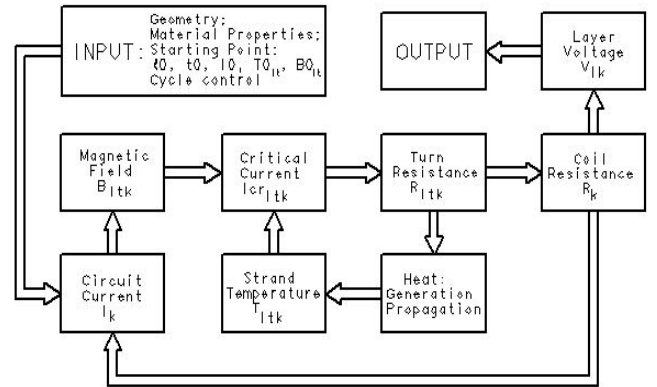 INPUT:
Geometry;
Material Properties;
Starting Point:
ℓ0, t0, I0, T0lt, B0lt
Cycle control
OUTPUT
Layer
Voltage
Vlk
Magnetic
Field
Bltk
Critical
Current
Icrltk
Turn
Resistance
Rltk
Coil
Resistance
Rk
Circuit
Current
Ik
Strand
Temperature
Tltk
Heat:
Generation
Propagation